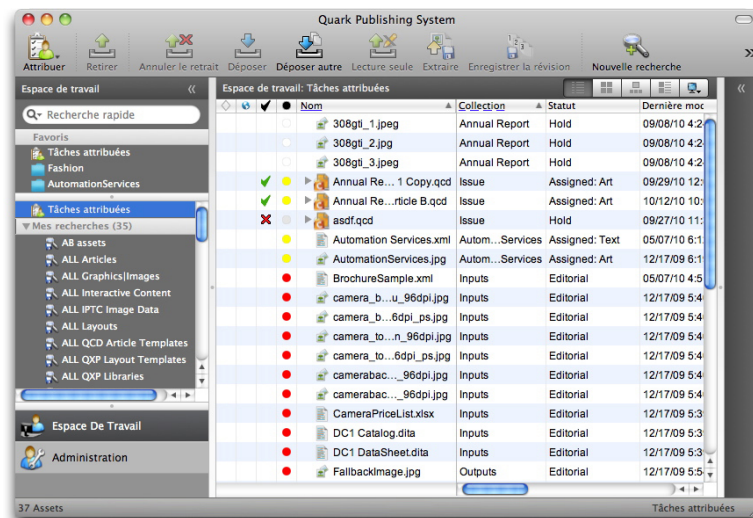 Quark Publishing System
Attribuer Retirer Annuler le retrait Déposer Déposer autre Lecture seule Extraire Enregistrer la révision Nouvelle recherche
Espace de travail
Espace de travail: Tâches attribuées
Recherche rapide
Favoris
Tâches attribuées
Fashion
AutomationServices
Tâches attribuées
Mes recherches (35)
AB assets
ALL Articles
ALL Graphics|Images
ALL Interactive Content
ALL IPTC Image Data
ALL Layouts
ALL QCD Article Templates
ALL QXP Layout Templates
ALL QXP Libraries
Espace De Travail
Administration
Nom Collection Statut Dernière mod
308gti_1.jpeg Annual Report Hold 09/08/10 4:2
308gti_2.jpg Annual Report Hold 09/08/10 4:2
308gti_3.jpeg Annual Report Hold 09/08/10 4:2
Annual Re... 1 Copy.qcd Issue Assigned: Art 09/29/10 12:
Annual Re...rticle B.qcd Issue Assigned: Art 10/12/10 10:
asdf.qcd Issue Hold 09/27/10 11:
Automation Services.xml Autom...Services Assigned: Text 05/07/10 6:1
AutomationServices.jpg Autom...Services Assigned: Art 12/17/09 6:1
BrochureSample.xml Inputs Editorial 05/07/10 4:5
camera_b...u_96dpi.jpg Inputs Editorial 12/17/09 5:4
camera_b...6dpi_ps.jpg Inputs Editorial 12/17/09 5:4
camera_to...n_96dpi.jpg Inputs Editorial 12/17/09 5:4
camera_to...6dpi_ps.jpg Inputs Editorial 12/17/09 5:4
camerabac..._96dpi.jpg Inputs Editorial 12/17/09 5:4
camerabac..._96dpi.jpg Inputs Editorial 12/17/09 5:4
CameraPriceList.xlsx Inputs Editorial 12/17/09 5:3
DC1 Catalog.dita Inputs Editorial 12/17/09 5:3
DC1 DataSheet.dita Inputs Editorial 12/17/09 5:3
FallbackImage.jpg Outputs Editorial 12/17/09 5:5
37 Assets
Tâches attribuées